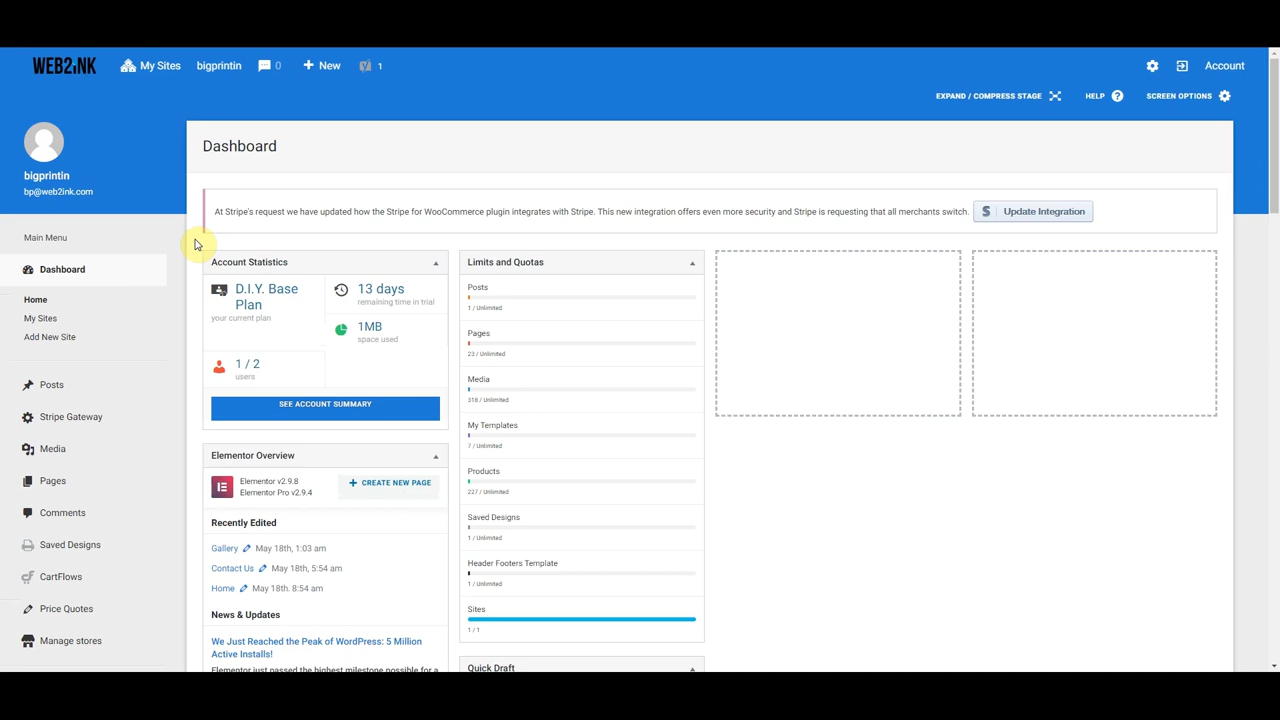 WEB2iNK
My Sites
bigprintin
0
New
1
Account
EXPAND / COMPRESS STAGE
HELP
SCREEN OPTIONS
bigprintin
bp@web2ink.com
Main Menu
Dashboard
Home
My Sites
Add New Site
Posts
Stripe Gateway
Media
Pages
Comments
Saved Designs
CartFlows
Price Quotes
Manage stores
Dashboard
At Stripe's request we have updated how the Stripe for WooCommerce plugin integrates with Stripe. This new integration offers even more security and Stripe is requesting that all merchants switch.
S Update Integration
Account Statistics
D.I.Y. Base
Plan
your current plan
13 days
remaining time in trial
1MB
space used
1 / 2
users
SEE ACCOUNT SUMMARY
Elementor Overview
Elementor v2.9.8
Elementor Pro v2.9.4
CREATE NEW PAGE
Recently Edited
Gallery May 18th, 1:03 am
Contact Us May 18th, 5:54 am
Home May 18th. 8:54 am
News & Updates
We Just Reached the Peak of WordPress: 5 Million
Active Installs!
Elementor just passed the highest milestone possible for a
Limits and Quotas
Posts
1 / Unlimited
Pages
23 / Unlimited
Media
318 / Unlimited
My Templates
7 / Unlimited
Products
227 / Unlimited
Saved Designs
1 / Unlimited
Header Footers Template
1 / Unlimited
Sites
1 / 1
Quick Draft